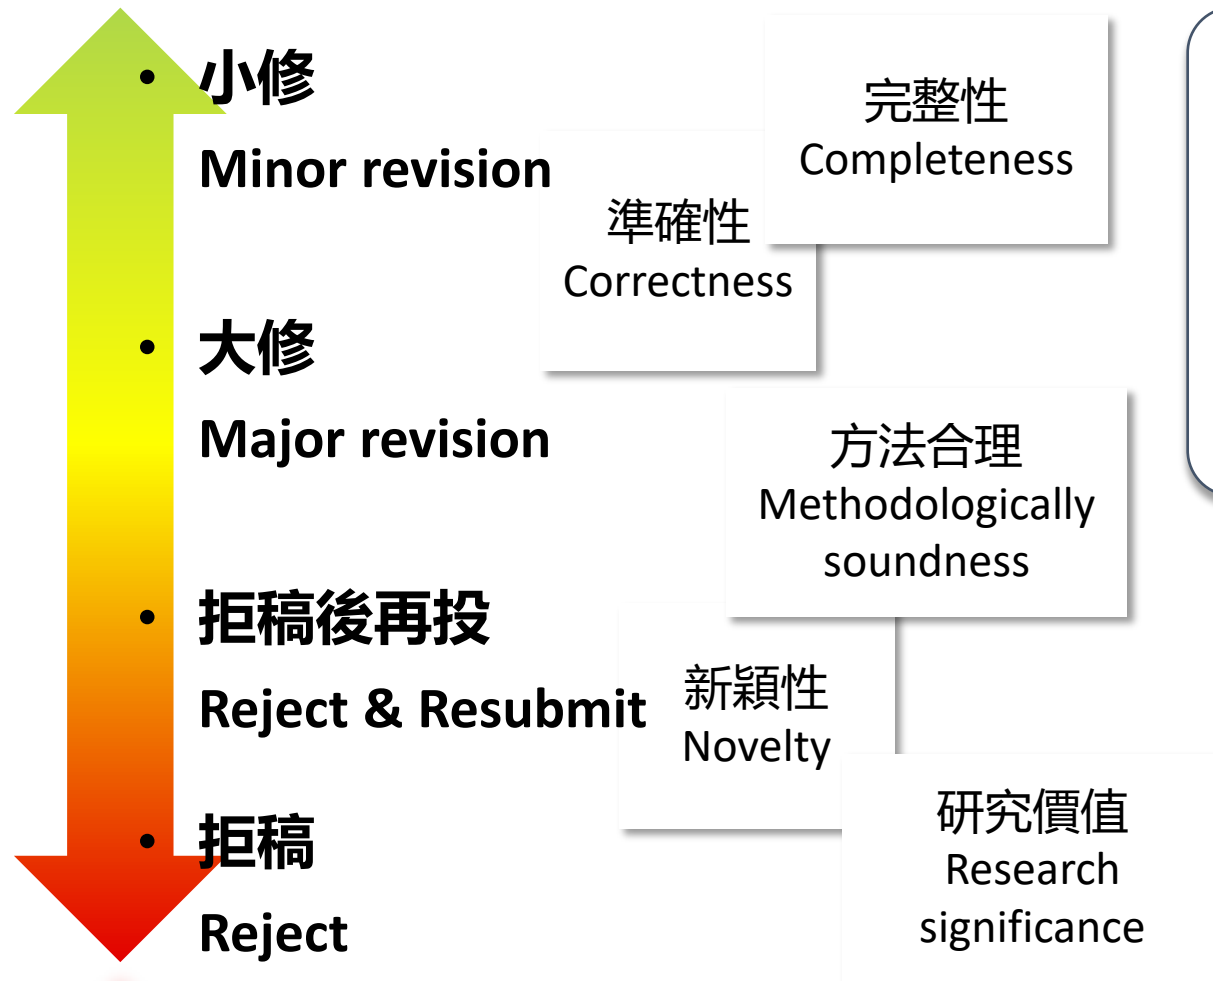 • 小修
Minor revision
• 大修
Major revision
• 拒稿後再投
Reject & Resubmit
• 拒稿
Reject
完整性
Completeness
準確性
Correctness
方法合理
Methodologically
soundness
新穎性
Novelty
研究價值
Research
significance